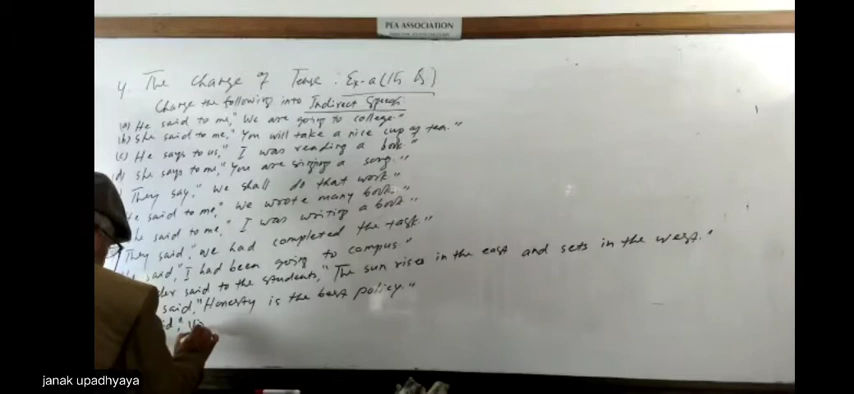 PEA ASSOCIATION
4. The Change of Tense : Ex-a (15 Qs)
Change the following into Indirect Speech
(a) He said to me, "We are going to college."
(b) She said to me, "You will take a nice cup of tea."
(c) He says to us, "I was reading a book."
(d) She says to me, "You are singing a song."
They say, "We shall do that work"
He said to me, "We wrote many books."
She said to me, "I was writing a book"
They said, "We had completed the task"
said, "I had been going to campus."
said to the students, "The sun rises in the east and sets in the west."
said, "Honesty is the best policy."
janak upadhyaya